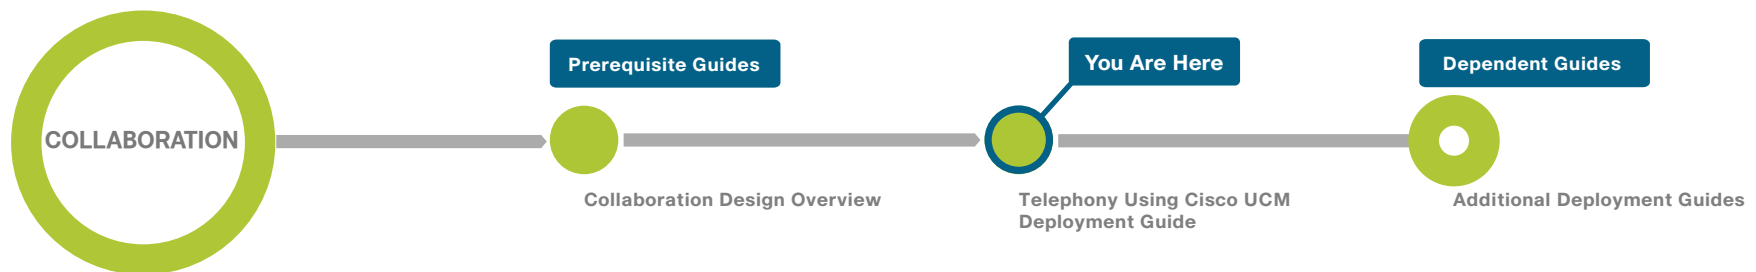 COLLABORATION
Prerequisite Guides
You Are Here
Dependent Guides
Collaboration Design Overview
Telephony Using Cisco UCM
Deployment Guide
Additional Deployment Guides